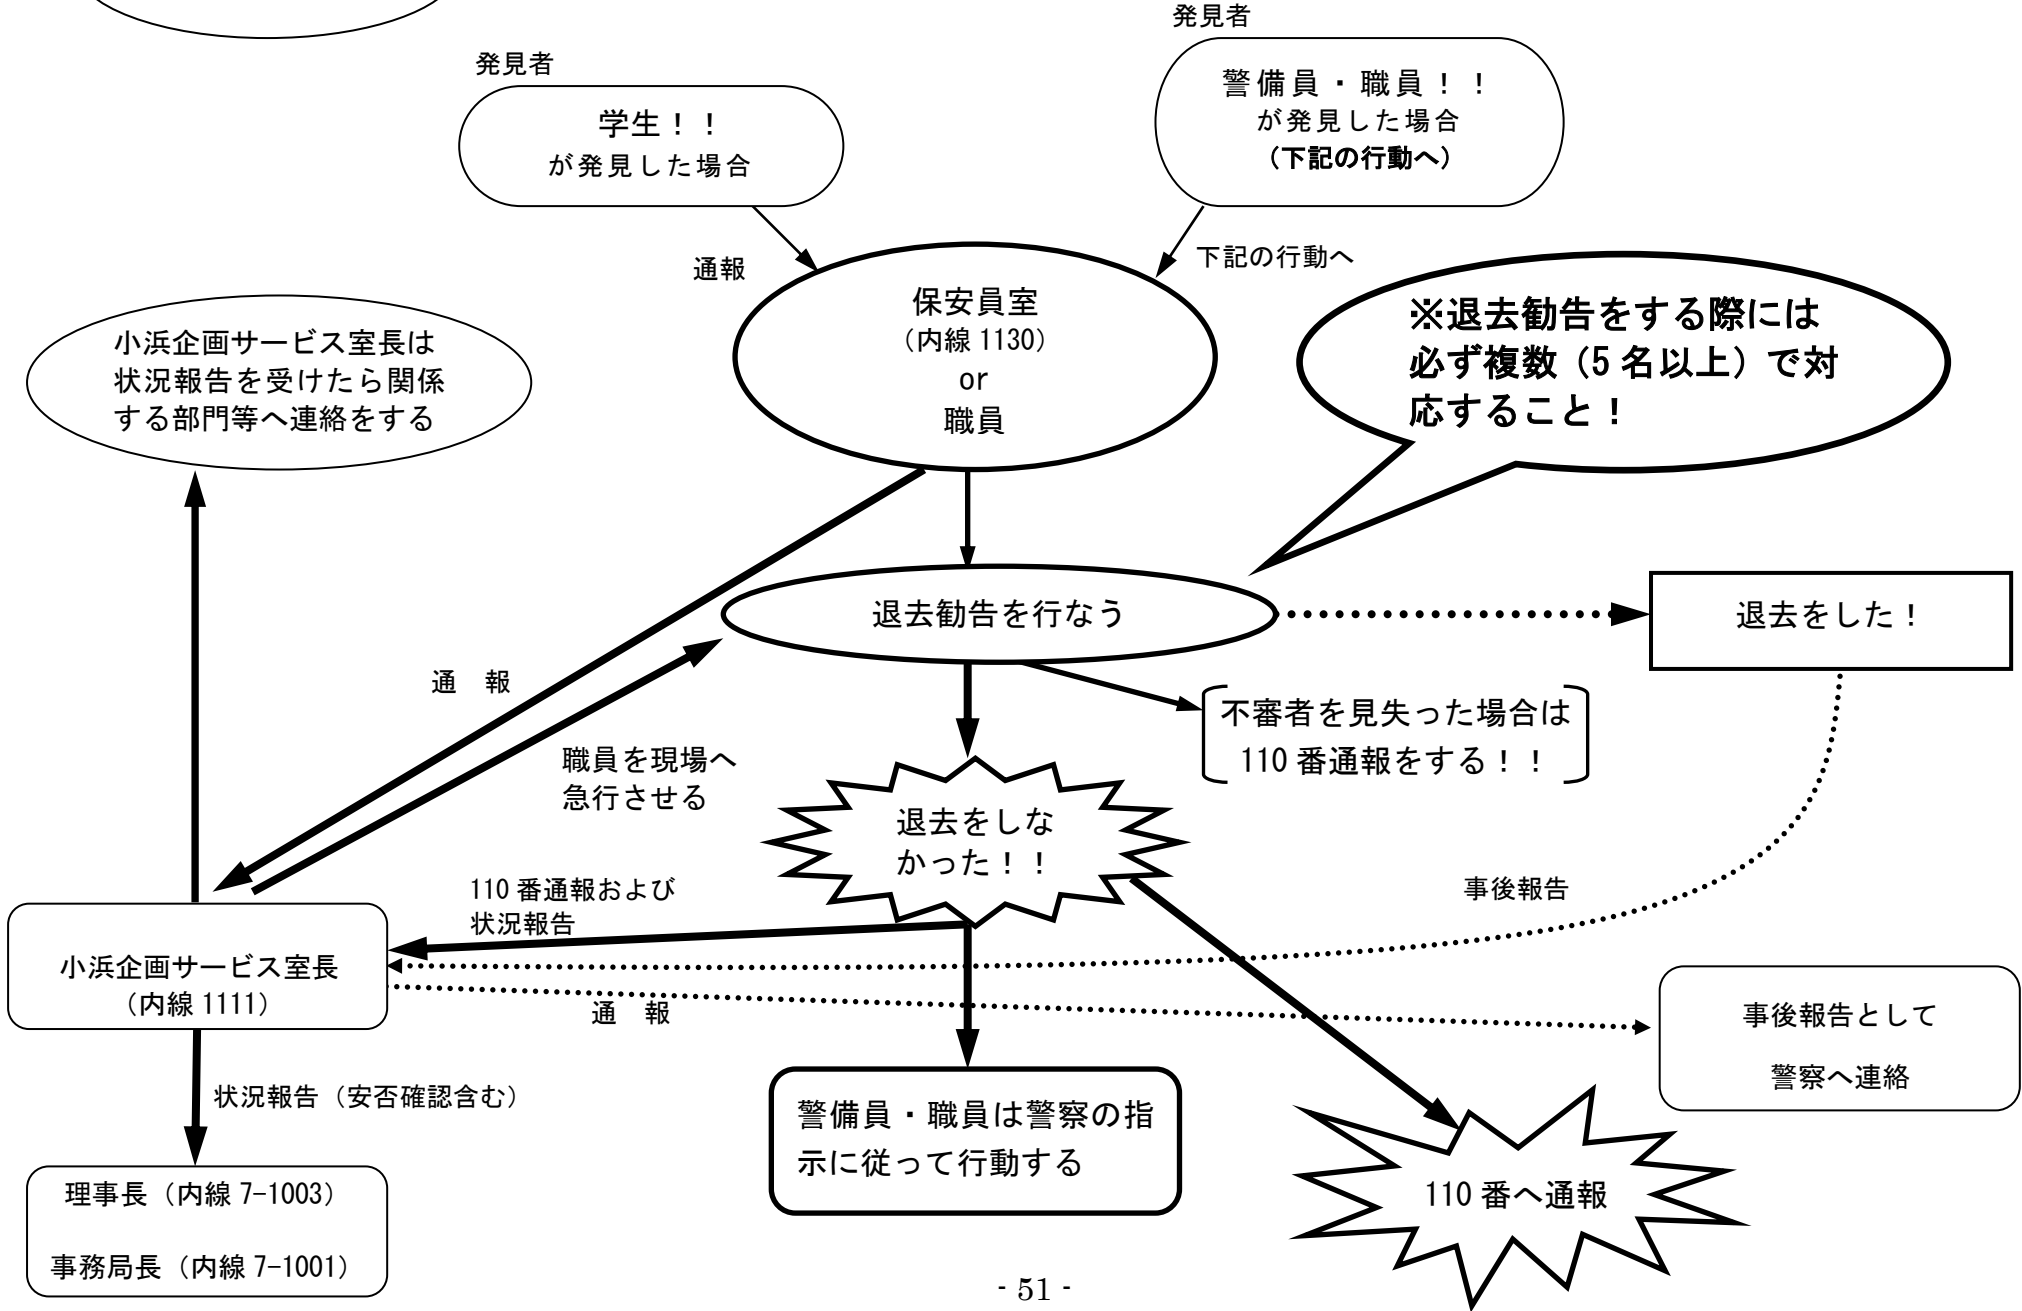 発見者
発見者
学生！！
が発見した場合
警備員・職員！！
が発見した場合
（下記の行動へ）
通報
下記の行動へ
保安員室
（内線 1130）
or
職員
※退去勧告をする際には
必ず複数（5 名以上）で対
応すること！
小浜企画サービス室長は
状況報告を受けたら関係
する部門等へ連絡をする
退去勧告を行なう
退去をした！
通　報
不審者を見失った場合は
110 番通報をする！！
職員を現場へ
急行させる
退去をしな
かった！！
110 番通報および
状況報告
事後報告
小浜企画サービス室長
（内線 1111）
通　報
事後報告として
警察へ連絡
状況報告（安否確認含む）
警備員・職員は警察の指
示に従って行動する
110 番へ通報
理事長（内線 7-1003）
事務局長（内線 7-1001）
- 51 -